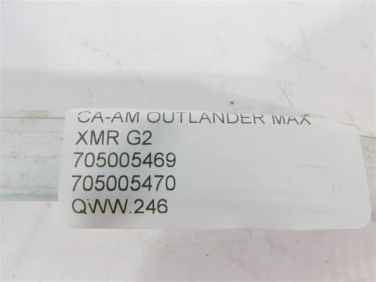 CA-AM OUTLANDER MAX
XMR G2
705005469
705005470
QWW.246